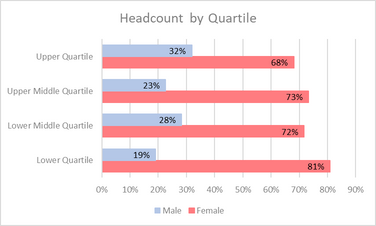 Headcount by Quartile
Upper Quartile
32%
68%
Upper Middle Quartile
23%
73%
Lower Middle Quartile
28%
72%
Lower Quartile
19%
81%
0% 10% 20% 30% 40% 50% 60% 70% 80% 90%
Male Female